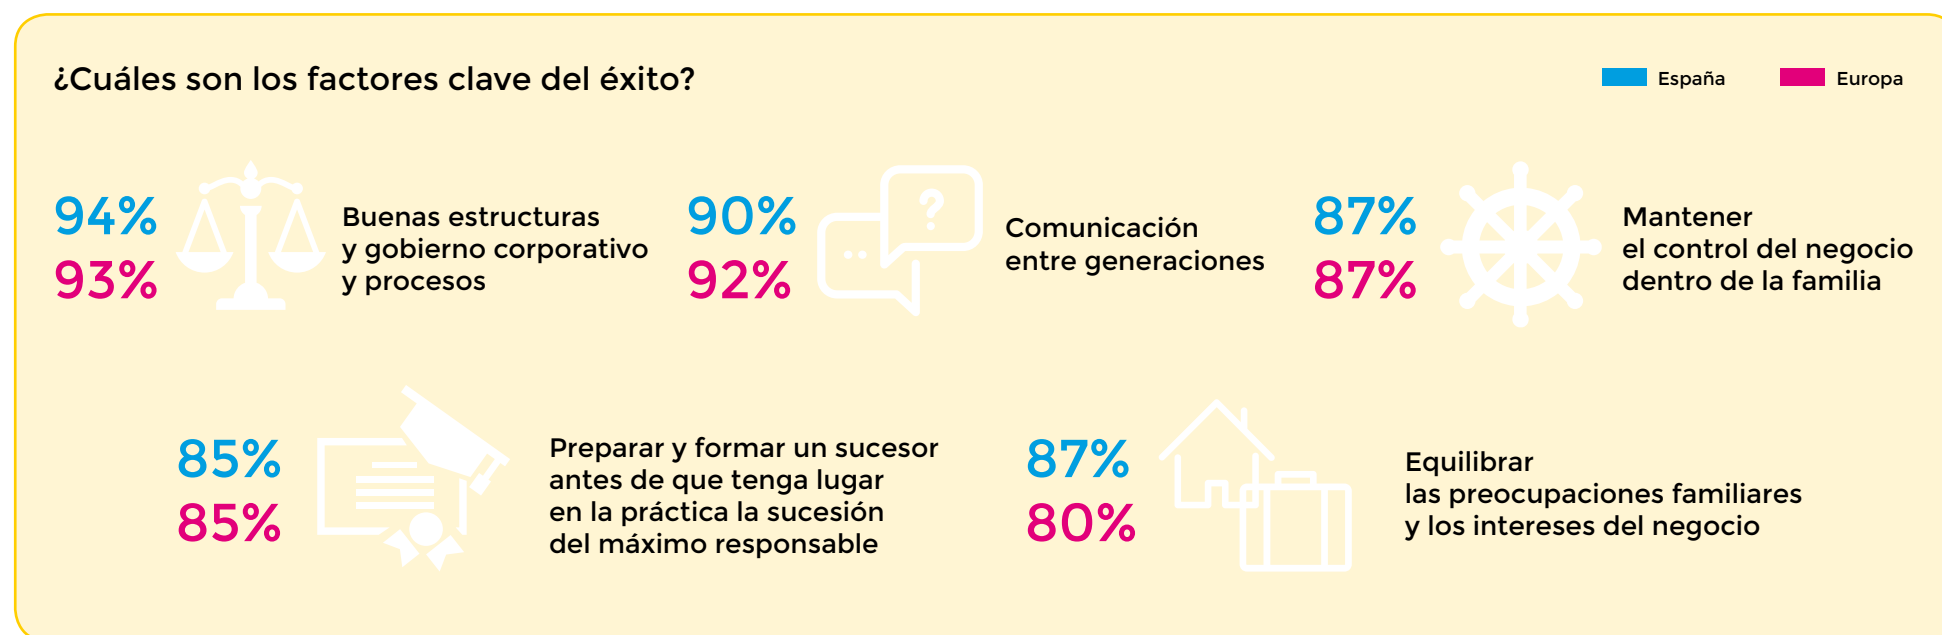 ¿Cuáles son los factores clave del éxito?
España
Europa
94%
93%
Buenas estructuras
y gobierno corporativo
y procesos
90%
92%
?
Comunicación
entre generaciones
87%
87%
Mantener
el control del negocio
dentro de la familia
85%
85%
Preparar y formar un sucesor
antes de que tenga lugar
en la práctica la sucesión
del máximo responsable
87%
80%
Equilibrar
las preocupaciones familiares
y los intereses del negocio